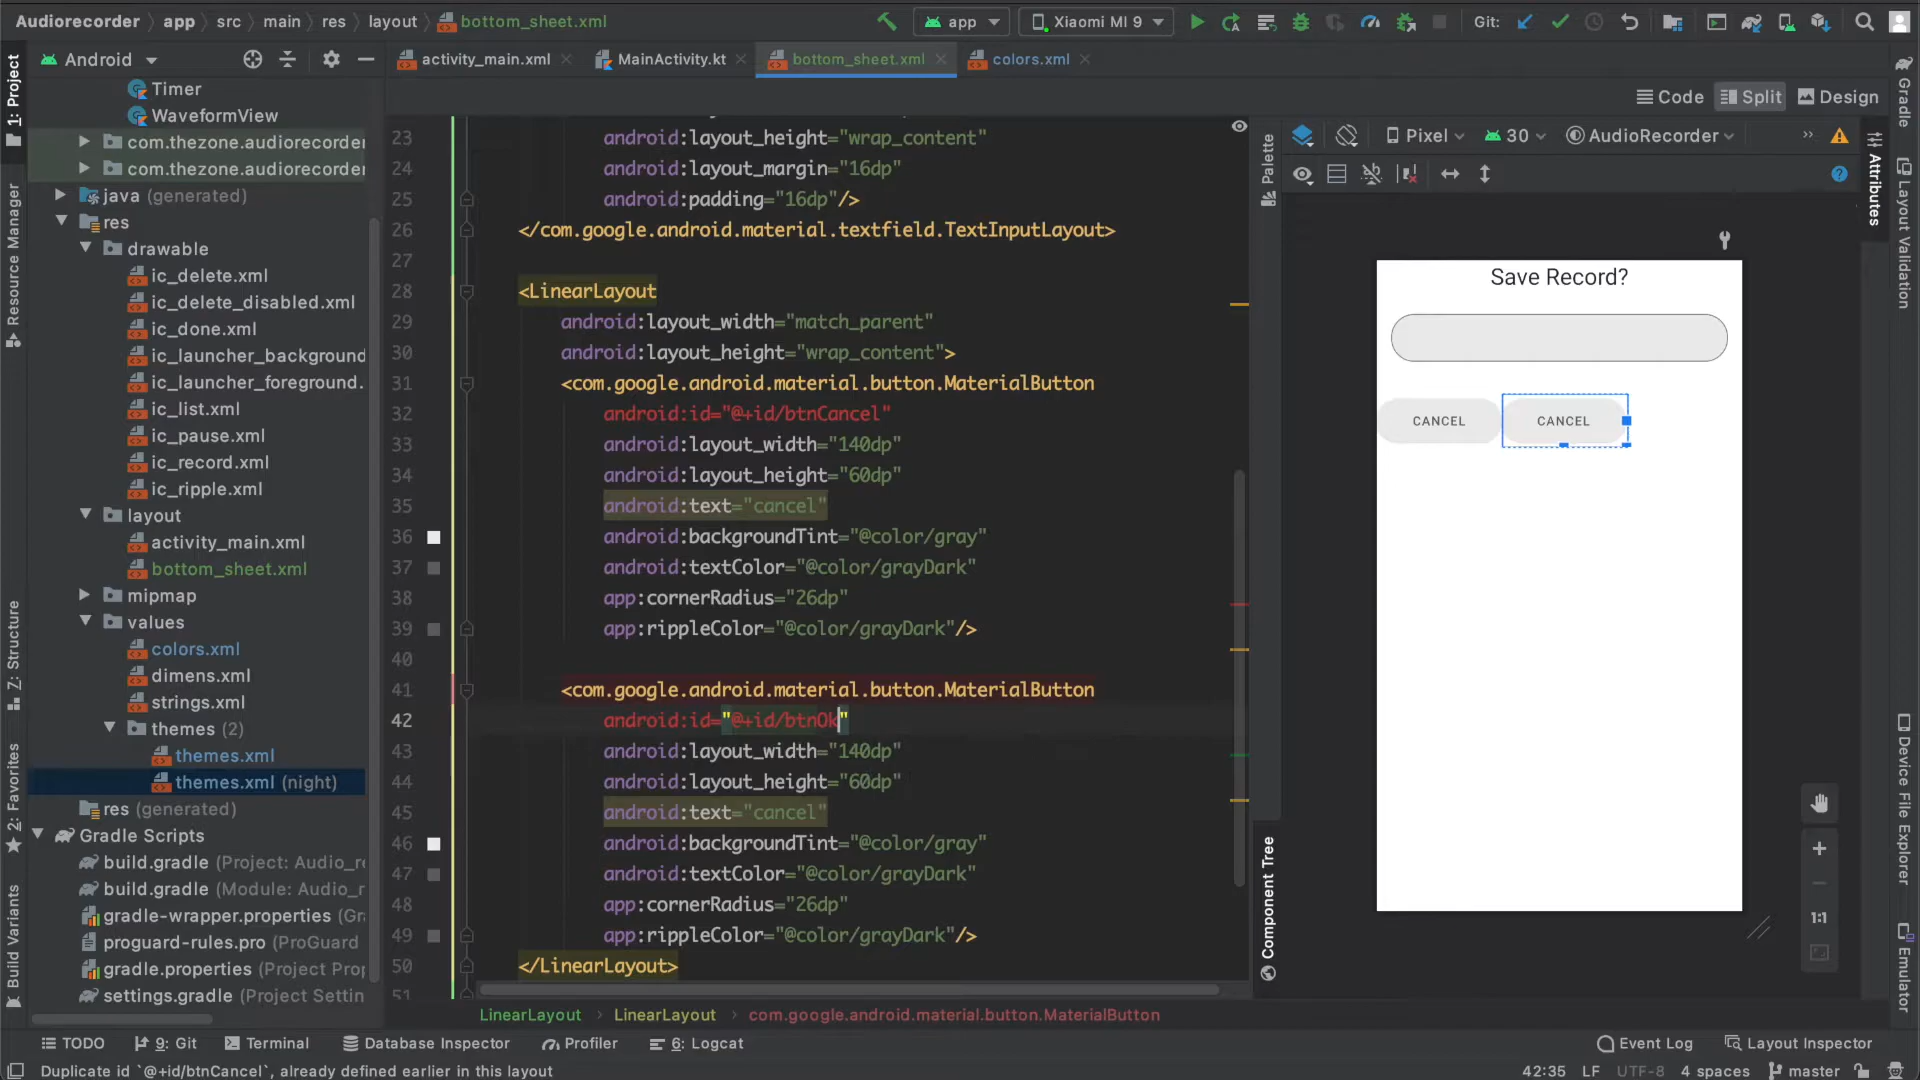 Audiorecorder > app > src > main > res > layout > bottom_sheet.xml
app
Xiaomi MI 9
Git:
Android
activity_main.xml
MainActivity.kt
bottom_sheet.xml
colors.xml
Code
Split
Design
1: Project
Resource Manager
Z: Structure
2: Favorites
Build Variants
Timer
WaveformView
com.thezone.audiorecorder
com.thezone.audiorecorder
java (generated)
res
drawable
ic_delete.xml
ic_delete_disabled.xml
ic_done.xml
ic_launcher_background
ic_launcher_foreground.
ic_list.xml
ic_pause.xml
ic_record.xml
ic_ripple.xml
layout
activity_main.xml
bottom_sheet.xml
mipmap
values
colors.xml
dimens.xml
strings.xml
themes (2)
themes.xml
themes.xml (night)
res (generated)
Gradle Scripts
build.gradle (Project: Audio_re
build.gradle (Module: Audio_r
gradle-wrapper.properties (Gra
proguard-rules.pro (ProGuard
gradle.properties (Project Prop
settings.gradle (Project Settin
23 android:layout_height="wrap_content"
24 android:layout_margin="16dp"
25 android:padding="16dp"/>
26 </com.google.android.material.textfield.TextInputLayout>
27
28 <LinearLayout
29 android:layout_width="match_parent"
30 android:layout_height="wrap_content">
31 <com.google.android.material.button.MaterialButton
32 android:id="@+id/btnCancel"
33 android:layout_width="140dp"
34 android:layout_height="60dp"
35 android:text="cancel"
36 android:backgroundTint="@color/gray"
37 android:textColor="@color/grayDark"
38 app:cornerRadius="26dp"
39 app:rippleColor="@color/grayDark"/>
40
41 <com.google.android.material.button.MaterialButton
42 android:id="@+id/btnOk"
43 android:layout_width="140dp"
44 android:layout_height="60dp"
45 android:text="cancel"
46 android:backgroundTint="@color/gray"
47 android:textColor="@color/grayDark"
48 app:cornerRadius="26dp"
49 app:rippleColor="@color/grayDark"/>
50 </LinearLayout>
51
LinearLayout > LinearLayout > com.google.android.material.button.MaterialButton
Palette
Component Tree
Pixel
30
AudioRecorder
Save Record?
CANCEL
CANCEL
1:1
Attributes
Gradle
Layout Validation
Device File Explorer
Emulator
TODO
9: Git
Terminal
Database Inspector
Profiler
6: Logcat
Event Log
Layout Inspector
Duplicate id `@+id/btnCancel`, already defined earlier in this layout
42:35 LF UTF-8 4 spaces master